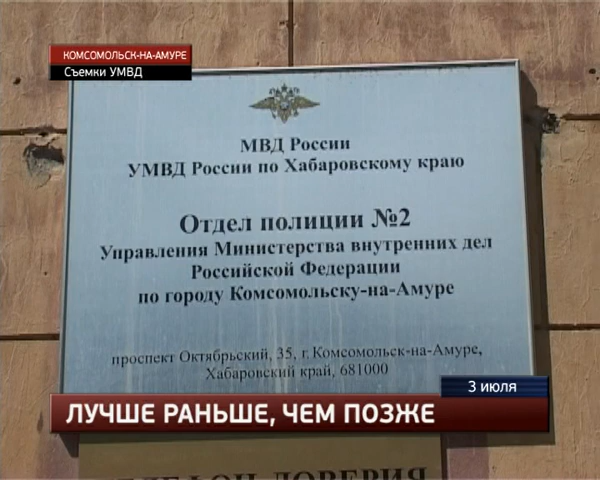 КОМСОМОЛЬСК-НА-АМУРЕ
Съемки УМВД
МВД России
УМВД России по Хабаровскому краю
Отдел полиции №2
Управления Министерства внутренних дел
Российской Федерации
по городу Комсомольску-на-Амуре
проспект Октябрьский, 35, г. Комсомольск-на-Амуре,
Хабаровский край, 681000
3 июля
ЛУЧШЕ РАНЬШЕ, ЧЕМ ПОЗЖЕ
ДОВЕРИЯ